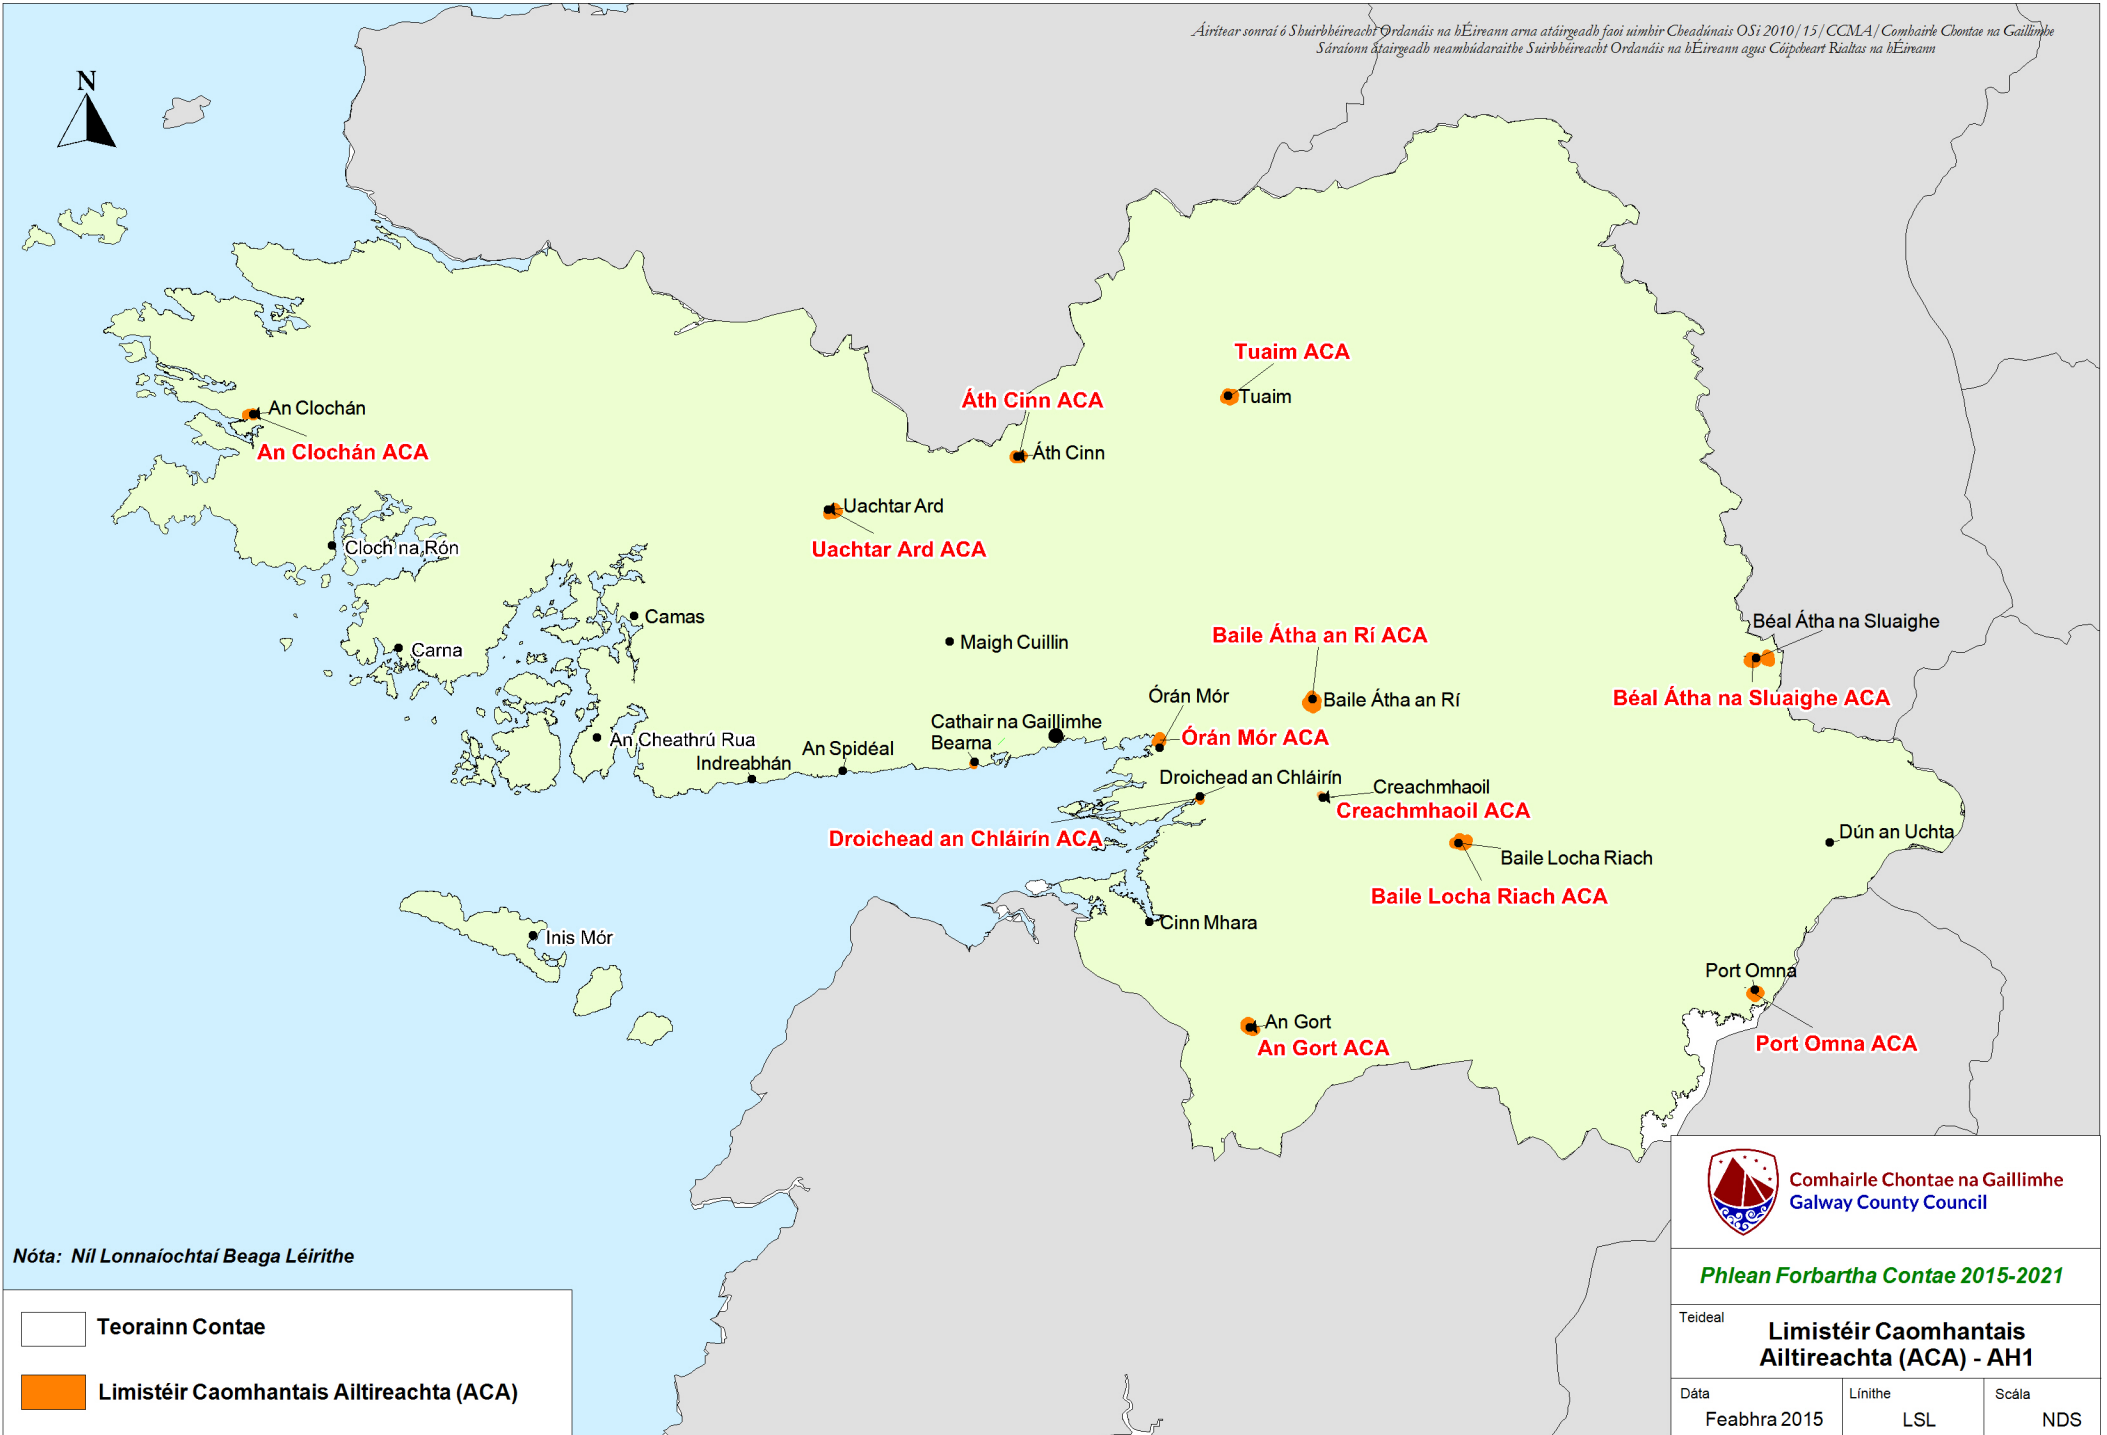 Áirítear sonraí ó Shuirbhéireacht Ordanáis na hÉireann arna atáirgeadh faoi uimhir Cheadúnais OSi 2010/15/CCMA/Comhairle Chontae na Gaillimhe
Sáraíonn átairgeadh neamhúdaraithe Suirbhéireacht Ordanáis na hÉireann agus Cóipcheart Rialtas na hÉireann
N
Tuaim ACA
Tuaim
Áth Cinn ACA
Áth Cinn
An Clochán
An Clochán ACA
Uachtar Ard
Uachtar Ard ACA
Cloch na Rón
Camas
Carna
Maigh Cuillin
Béal Átha na Sluaighe
Béal Átha na Sluaighe ACA
Baile Átha an Rí ACA
Baile Átha an Rí
Órán Mór
Órán Mór ACA
Cathair na Gaillimhe
Bearna
An Cheathrú Rua
An Spidéal
Indreabhán
Droichead an Chláirín
Droichead an Chláirín ACA
Creachmhaoil
Creachmhaoil ACA
Baile Locha Riach
Baile Locha Riach ACA
Dún an Uchta
Cinn Mhara
Inis Mór
Port Omna
Port Omna ACA
An Gort
An Gort ACA
Nóta: Níl Lonnaíochtaí Beaga Léirithe
Teorainn Contae
Limistéir Caomhantais Ailtireachta (ACA)
Comhairle Chontae na Gaillimhe
Galway County Council
Phlean Forbartha Contae 2015-2021
Teideal
Limistéir Caomhantais
Ailtireachta (ACA) - AH1
Dáta
Feabhra 2015
Línithe
LSL
Scála
NDS